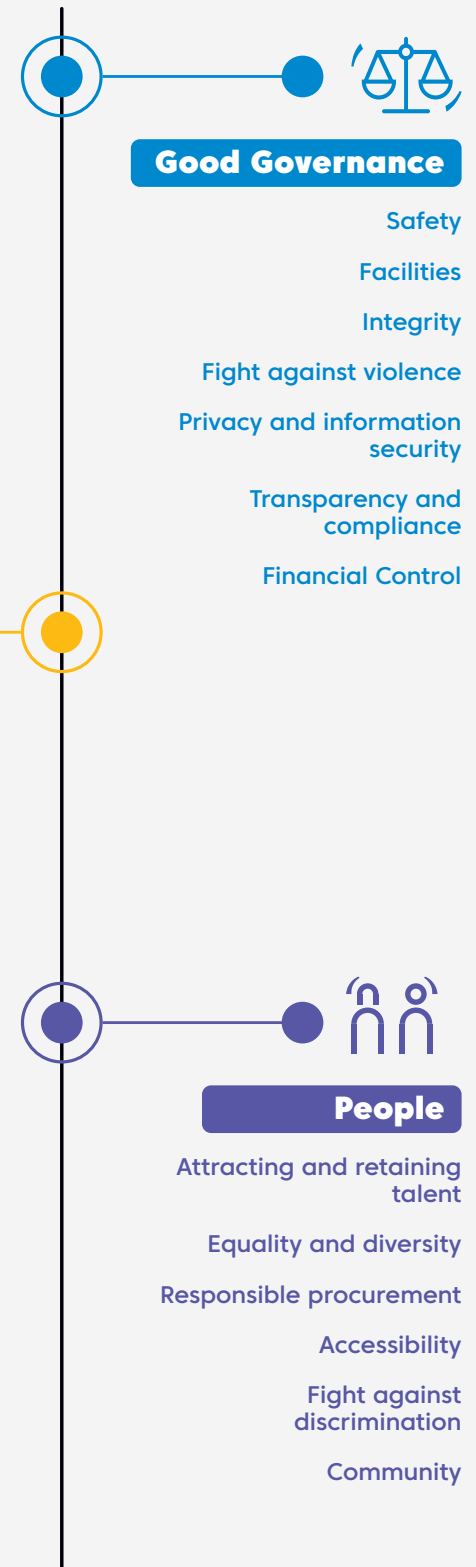 Good Governance
Safety
Facilities
Integrity
Fight against violence
Privacy and information
security
Transparency and
compliance
Financial Control
People
Attracting and retaining
talent
Equality and diversity
Responsible procurement
Accessibility
Fight against
discrimination
Community